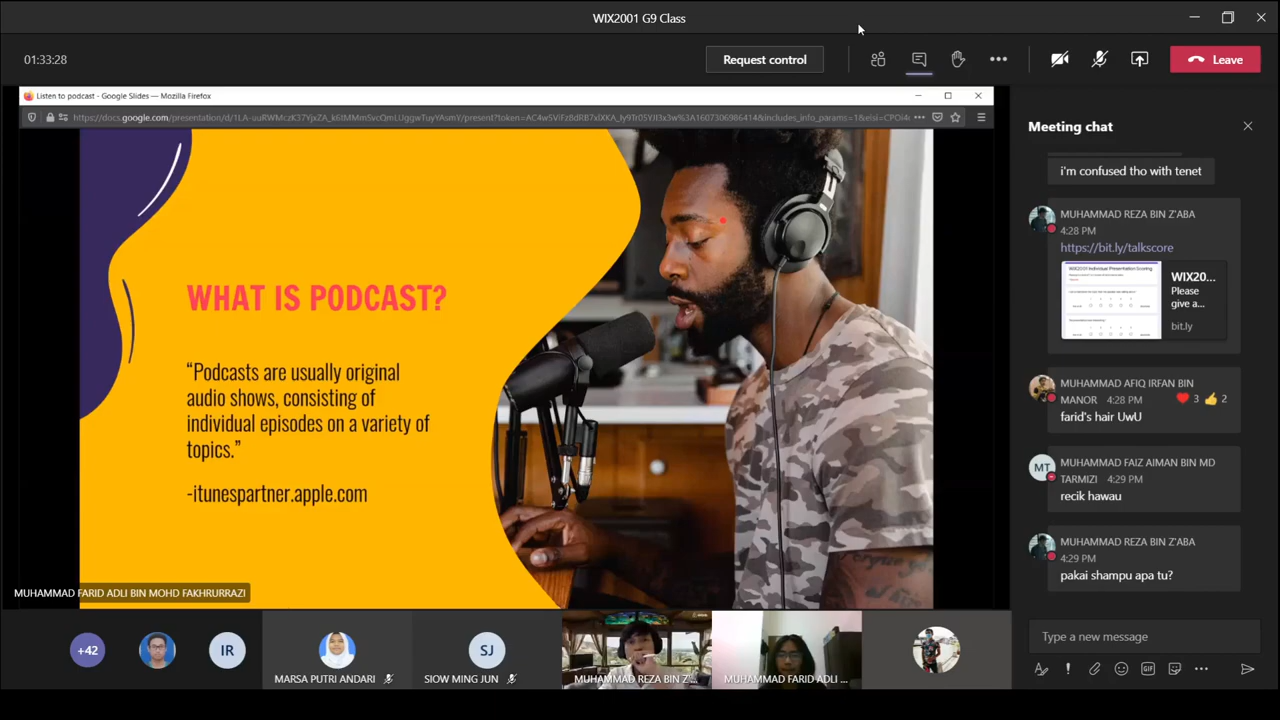 WIX2001 G9 Class
01:33:28
Request control
Leave
Listen to podcast - Google Slides — Mozilla Firefox
WHAT IS PODCAST?
“Podcasts are usually original
audio shows, consisting of
individual episodes on a variety of
topics.”
-itunespartner.apple.com
MUHAMMAD FARID ADLI BIN MOHD FAKHRURRAZI
+42
IR
MARSA PUTRI ANDARI
SJ
SIOW MING JUN
MUHAMMAD REZA BIN Z'...
MUHAMMAD FARID ADLI ...
Meeting chat
i'm confused tho with tenet
MUHAMMAD REZA BIN Z'ABA
4:28 PM
https://bit.ly/talkscore
WIX2001 Individual Presentation Scoring
WIX20...
Please
give a...
bit.ly
MUHAMMAD AFIQ IRFAN BIN
MANOR 4:28 PM 3 2
farid's hair UwU
MT
MUHAMMAD FAIZ AIMAN BIN MD
TARMIZI 4:29 PM
recik hawau
MUHAMMAD REZA BIN Z'ABA
4:29 PM
pakai shampu apa tu?
Type a new message
GIF